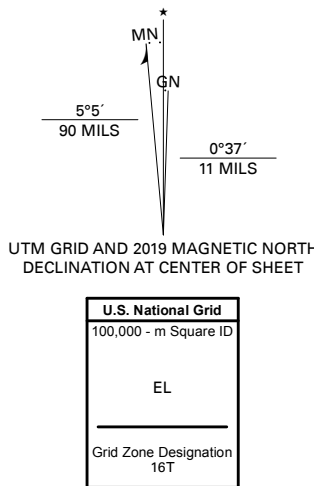 ★
MN
GN
5°5´
90 MILS
0°37´
11 MILS
UTM GRID AND 2019 MAGNETIC NORTH
DECLINATION AT CENTER OF SHEET
U.S. National Grid
100,000 - m Square ID
EL
Grid Zone Designation
16T